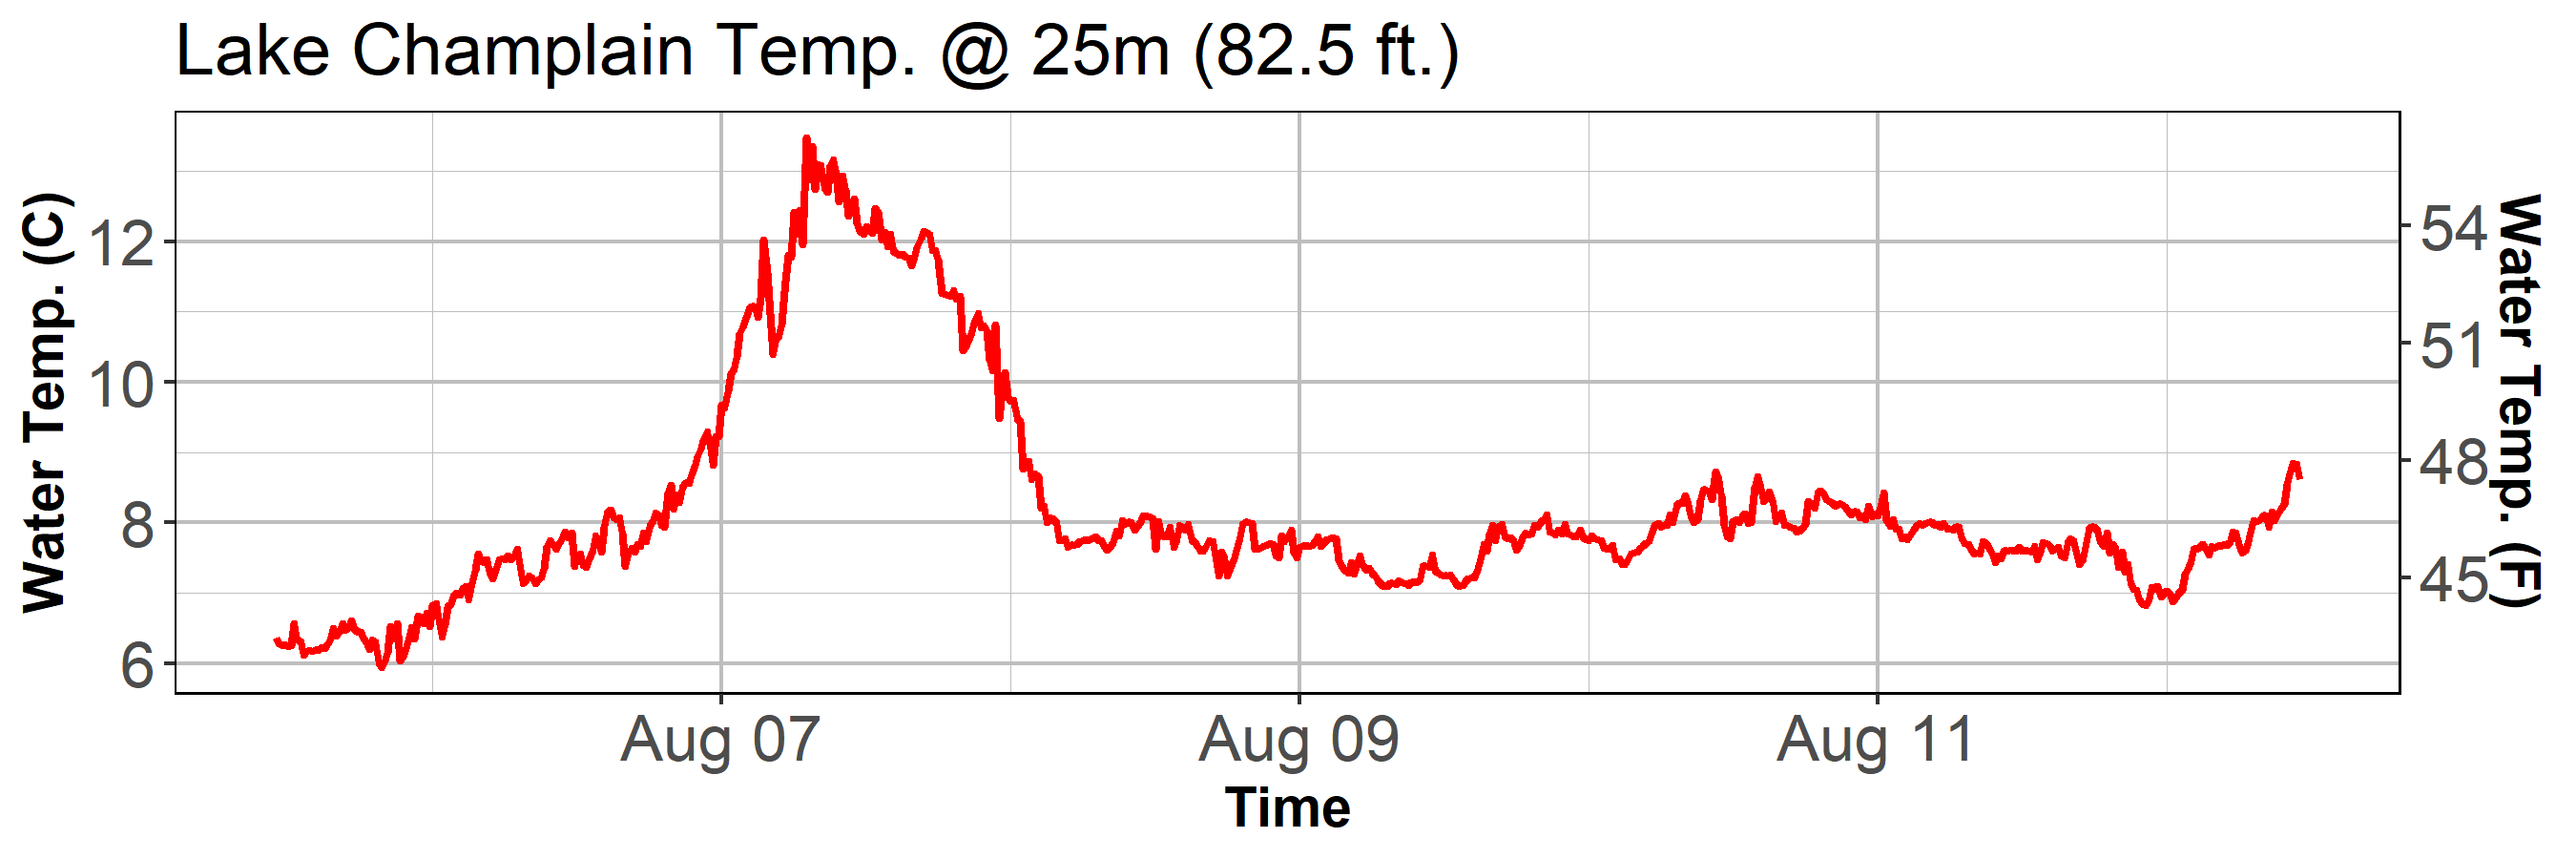 Lake Champlain Temp. @ 25m (82.5 ft.)
Water Temp. (C)
12
10
8
6
54
51
48
45
Water Temp. (F)
Aug 07
Aug 09
Aug 11
Time